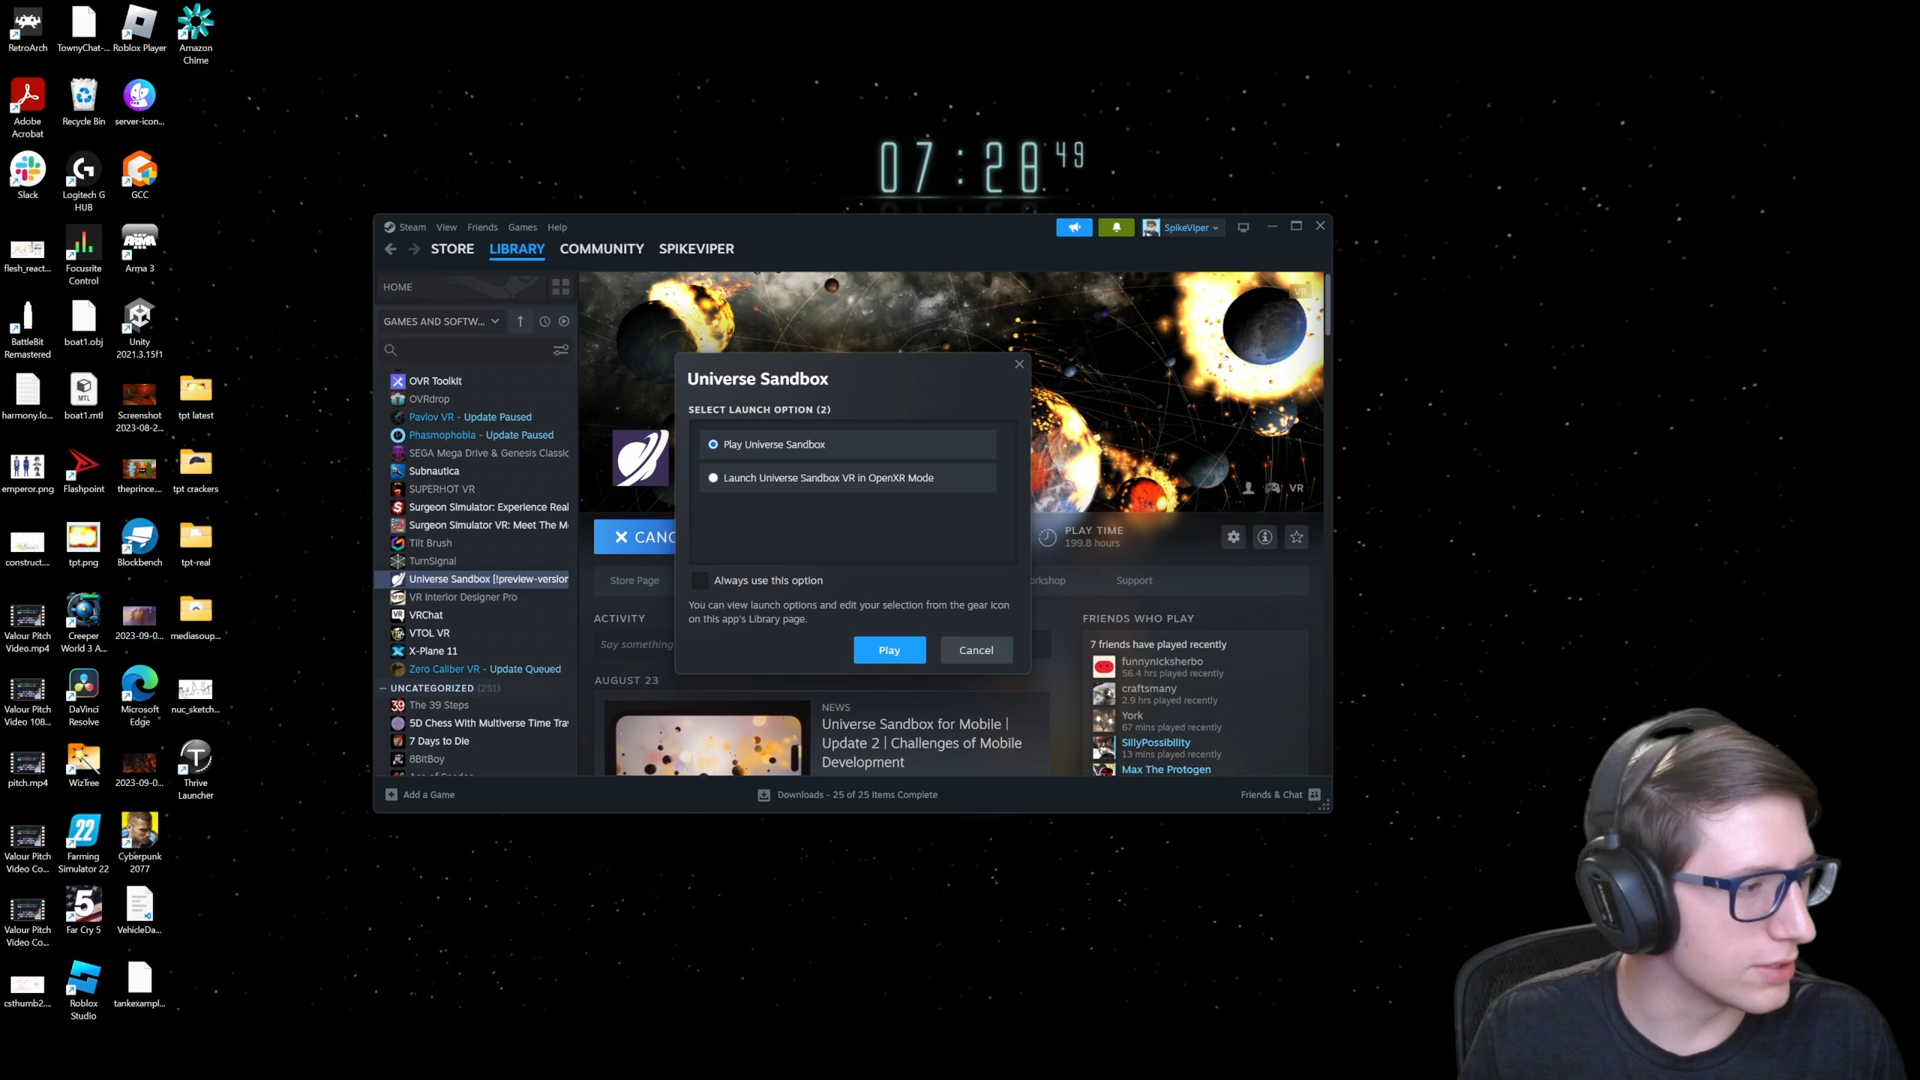 RetroArch
TownyChat-...
Roblox Player
Amazon
Chime
Adobe
Acrobat
Recycle Bin
server-icon...
Slack
Logitech G
HUB
GCC
flesh_react...
Focusrite
Control
Arma 3
BattleBit
Remastered
boat1.obj
Unity
2021.3.15f1
harmony.lo...
boat1.mtl
Screenshot
2023-08-2...
tpt latest
emperor.png
Flashpoint
theprince....
tpt crackers
construct....
tpt.png
Blockbench
tpt-real
Valour Pitch
Video.mp4
Creeper
World 3 A...
2023-09-0...
mediasoup...
Valour Pitch
Video 108...
DaVinci
Resolve
Microsoft
Edge
nuc_sketch...
pitch.mp4
WizTree
2023-09-0...
Thrive
Launcher
Valour Pitch
Video Co...
Farming
Simulator 22
Cyberpunk
2077
Valour Pitch
Video Co...
Far Cry 5
VehicleDa...
csthumb2....
Roblox
Studio
tankexampl...
07:28 49
Steam View Friends Games Help
SpikeViper
STORE LIBRARY COMMUNITY SPIKEVIPER
HOME
GAMES AND SOFTW...
OVR Toolkit
OVRdrop
Pavlov VR - Update Paused
Phasmophobia - Update Paused
SEGA Mega Drive & Genesis Classic
Subnautica
SUPERHOT VR
Surgeon Simulator: Experience Real
Surgeon Simulator VR: Meet The M
Tilt Brush
TurnSignal
Universe Sandbox [!preview-version
VR Interior Designer Pro
VRChat
VTOL VR
X-Plane 11
Zero Caliber VR - Update Queued
UNCATEGORIZED (251)
The 39 Steps
5D Chess With Multiverse Time Tra
7 Days to Die
8BitBoy
VR
VR
CANC
PLAY TIME
199.8 hours
Store Page
orkshop
Support
Universe Sandbox
SELECT LAUNCH OPTION (2)
Play Universe Sandbox
Launch Universe Sandbox VR in OpenXR Mode
Always use this option
You can view launch options and edit your selection from the gear icon
on this app's Library page.
Play
Cancel
ACTIVITY
Say something
AUGUST 23
NEWS
Universe Sandbox for Mobile |
Update 2 | Challenges of Mobile
Development
FRIENDS WHO PLAY
7 friends have played recently
funnynicksherbo
56.4 hrs played recently
craftsmany
2.9 hrs played recently
York
67 mins played recently
SillyPossibility
13 mins played recently
Max The Protogen
Add a Game
Downloads - 25 of 25 Items Complete
Friends & Chat